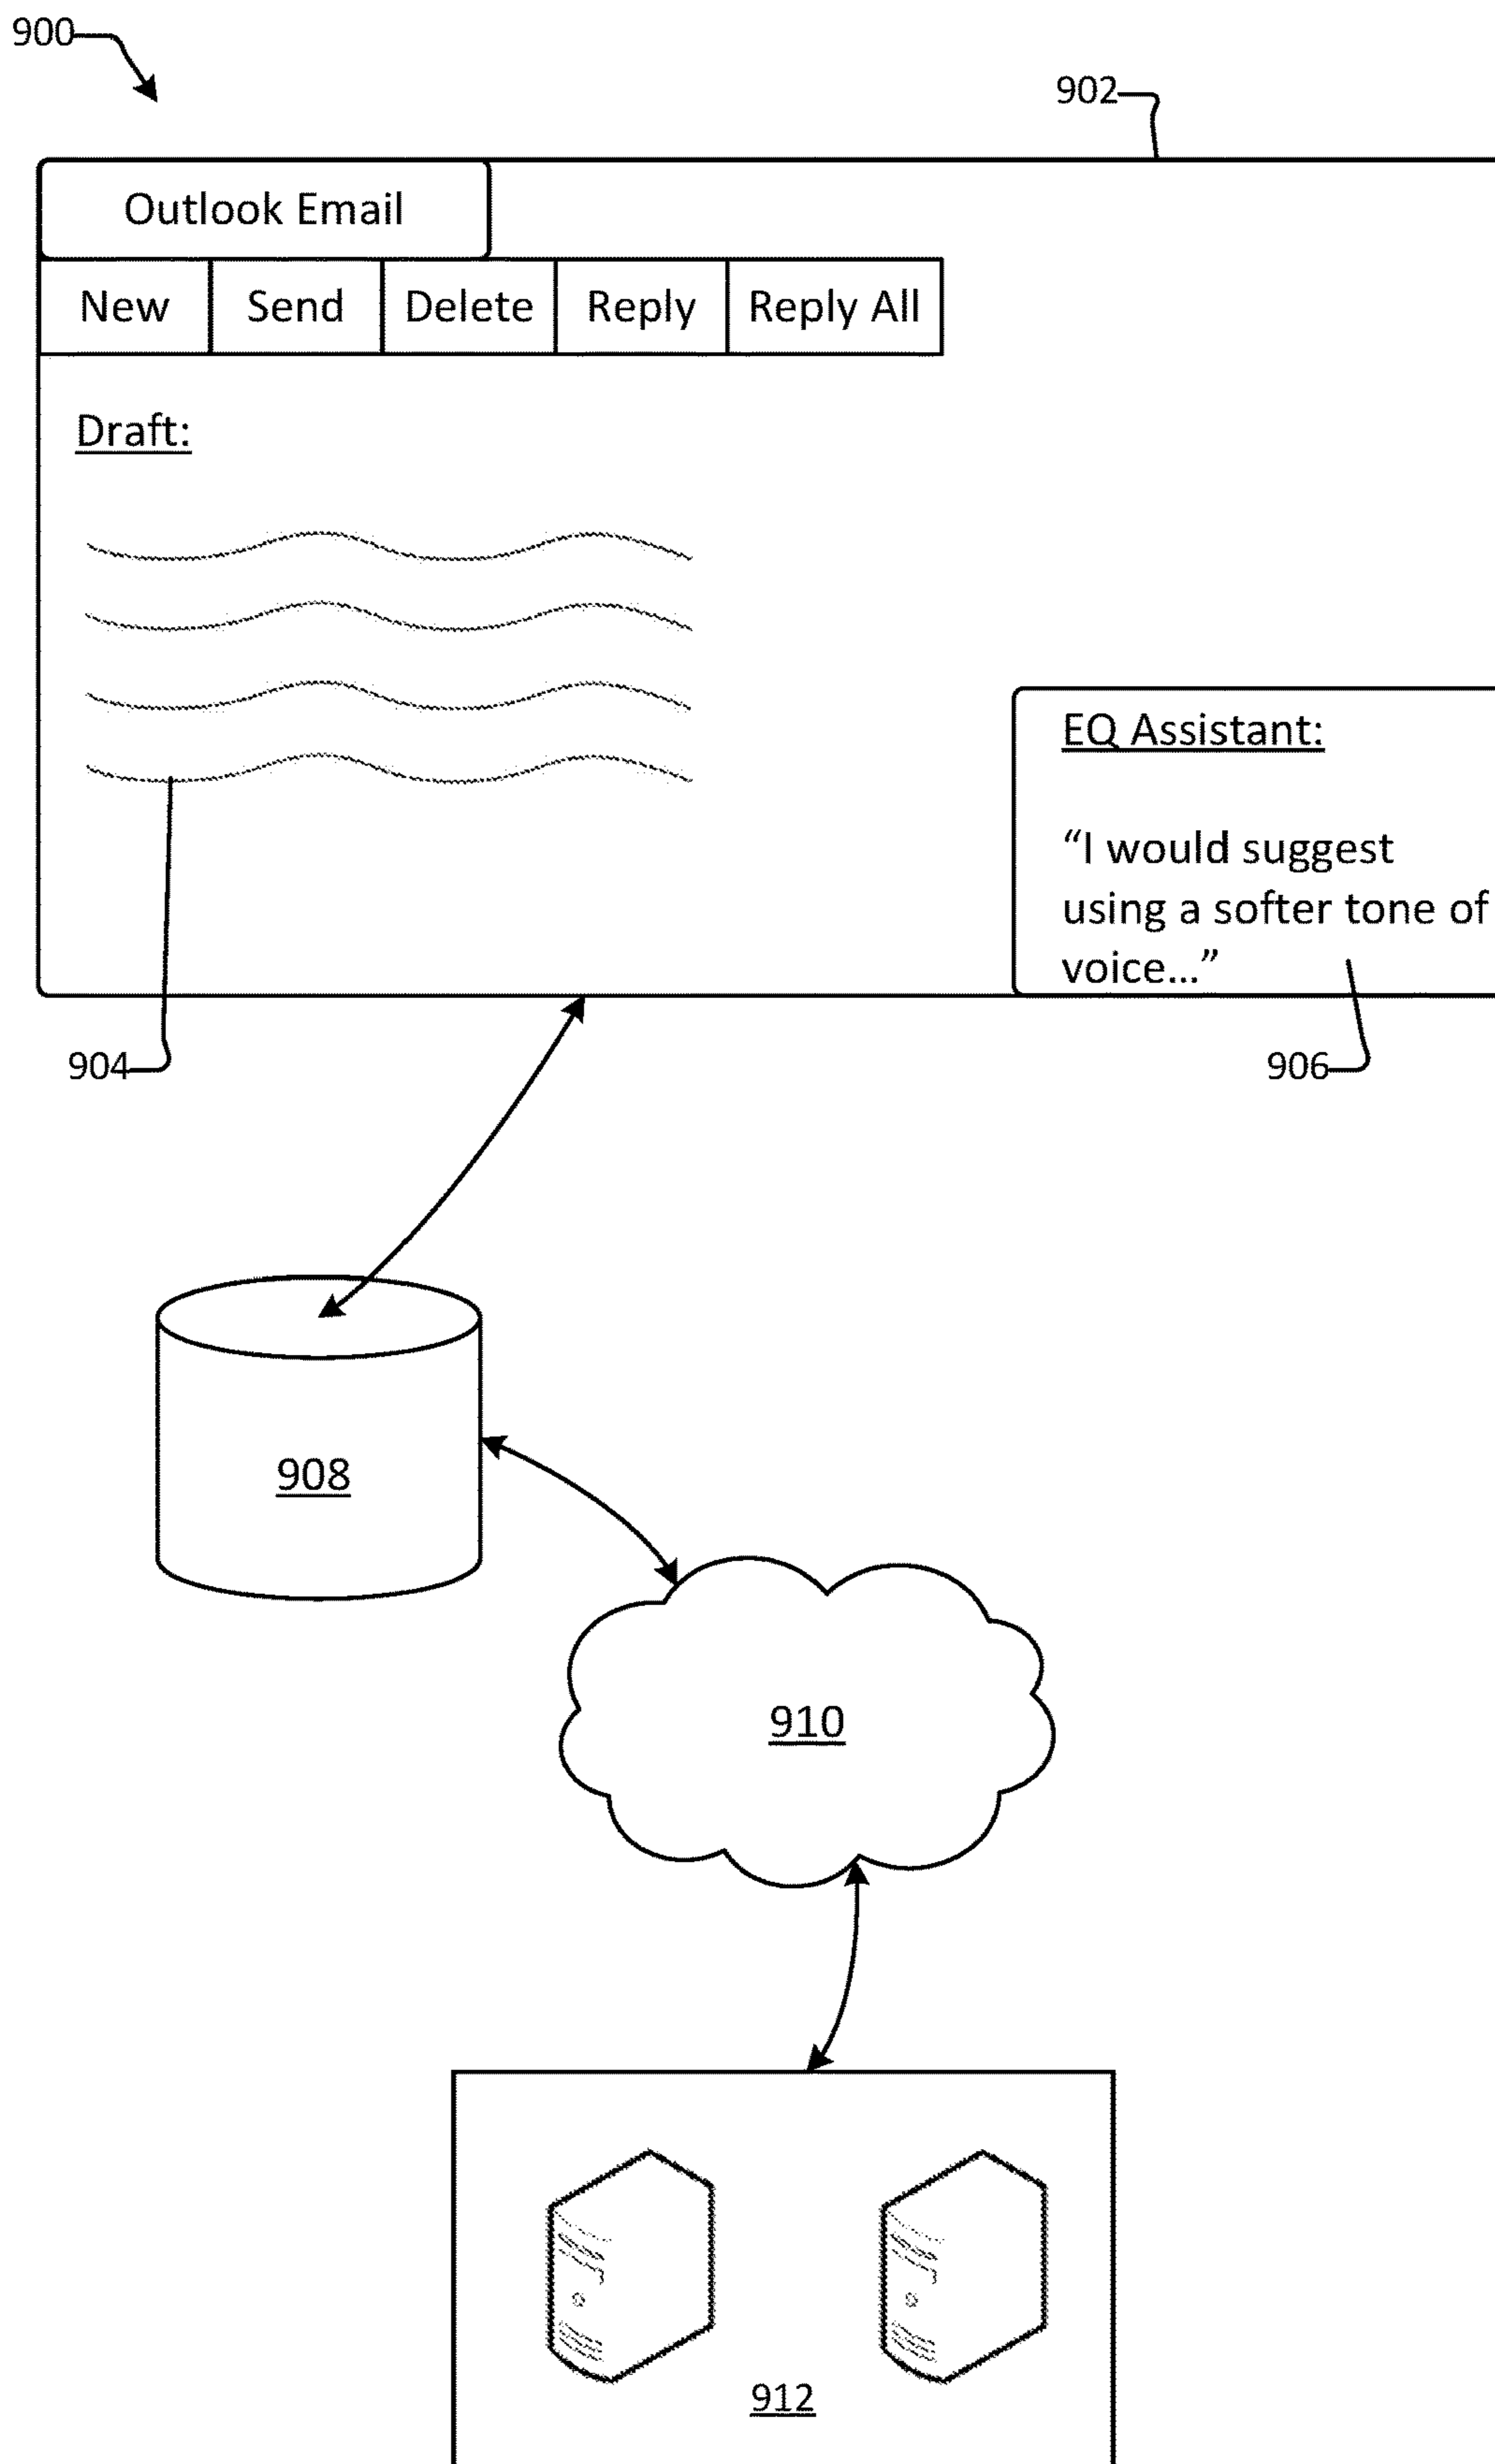 900
902
Outlook Email
New Send Delete Reply Reply All
Draft:
EQ Assistant:
“I would suggest
using a softer tone of
voice…”
904
906
908
910
912